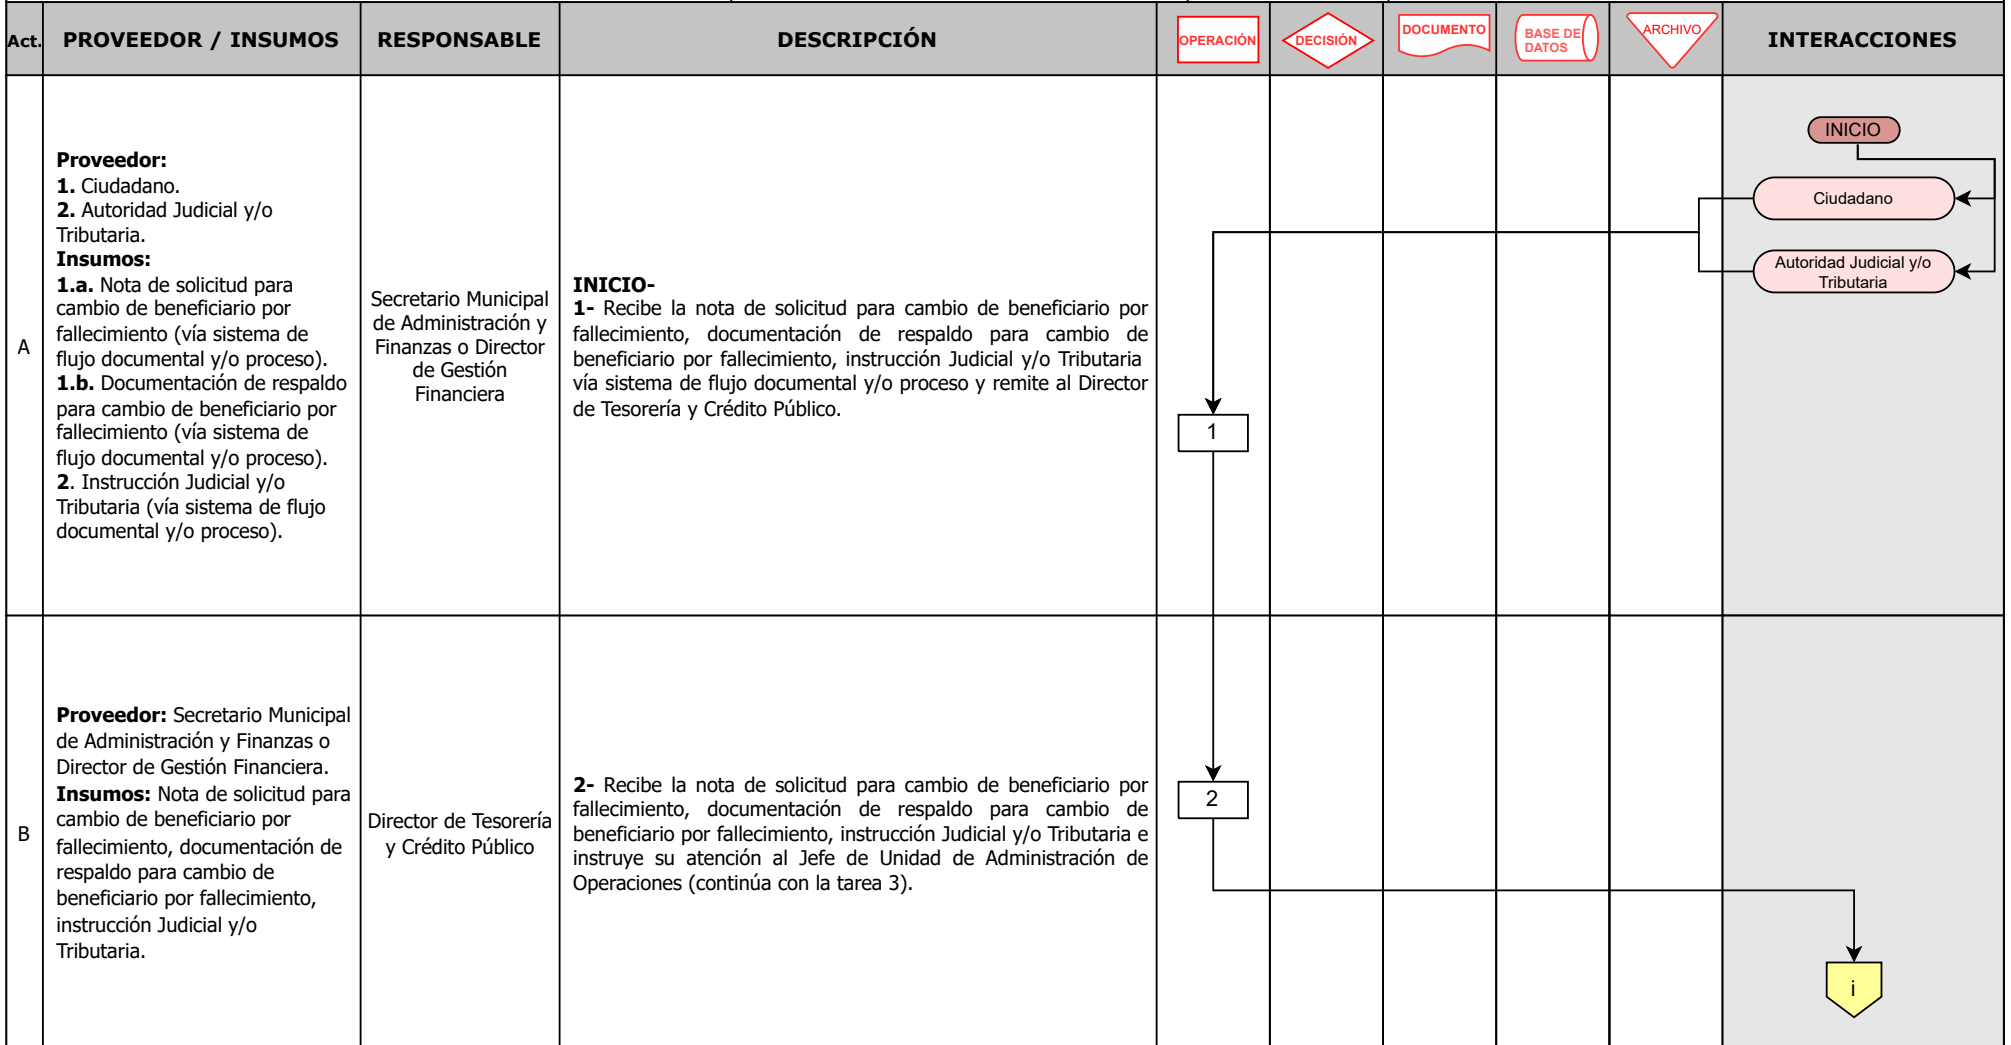 Act.
PROVEEDOR / INSUMOS
RESPONSABLE
DESCRIPCIÓN
OPERACIÓN
DECISIÓN
DOCUMENTO
BASE DE
DATOS
ARCHIVO
INTERACCIONES
A
Proveedor:
1. Ciudadano.
2. Autoridad Judicial y/o
Tributaria.
Insumos:
1.a. Nota de solicitud para
cambio de beneficiario por
fallecimiento (vía sistema de
flujo documental y/o proceso).
1.b. Documentación de respaldo
para cambio de beneficiario por
fallecimiento (vía sistema de
flujo documental y/o proceso).
2. Instrucción Judicial y/o
Tributaria (vía sistema de flujo
documental y/o proceso).
Secretario Municipal
de Administración y
Finanzas o Director
de Gestión
Financiera
INICIO-
1- Recibe la nota de solicitud para cambio de beneficiario por
fallecimiento, documentación de respaldo para cambio de
beneficiario por fallecimiento, instrucción Judicial y/o Tributaria
vía sistema de flujo documental y/o proceso y remite al Director
de Tesorería y Crédito Público.
1
INICIO
Ciudadano
Autoridad Judicial y/o
Tributaria
B
Proveedor: Secretario Municipal
de Administración y Finanzas o
Director de Gestión Financiera.
Insumos: Nota de solicitud para
cambio de beneficiario por
fallecimiento, documentación de
respaldo para cambio de
beneficiario por fallecimiento,
instrucción Judicial y/o
Tributaria.
Director de Tesorería
y Crédito Público
2- Recibe la nota de solicitud para cambio de beneficiario por
fallecimiento, documentación de respaldo para cambio de
beneficiario por fallecimiento, instrucción Judicial y/o Tributaria e
instruye su atención al Jefe de Unidad de Administración de
Operaciones (continúa con la tarea 3).
2
i